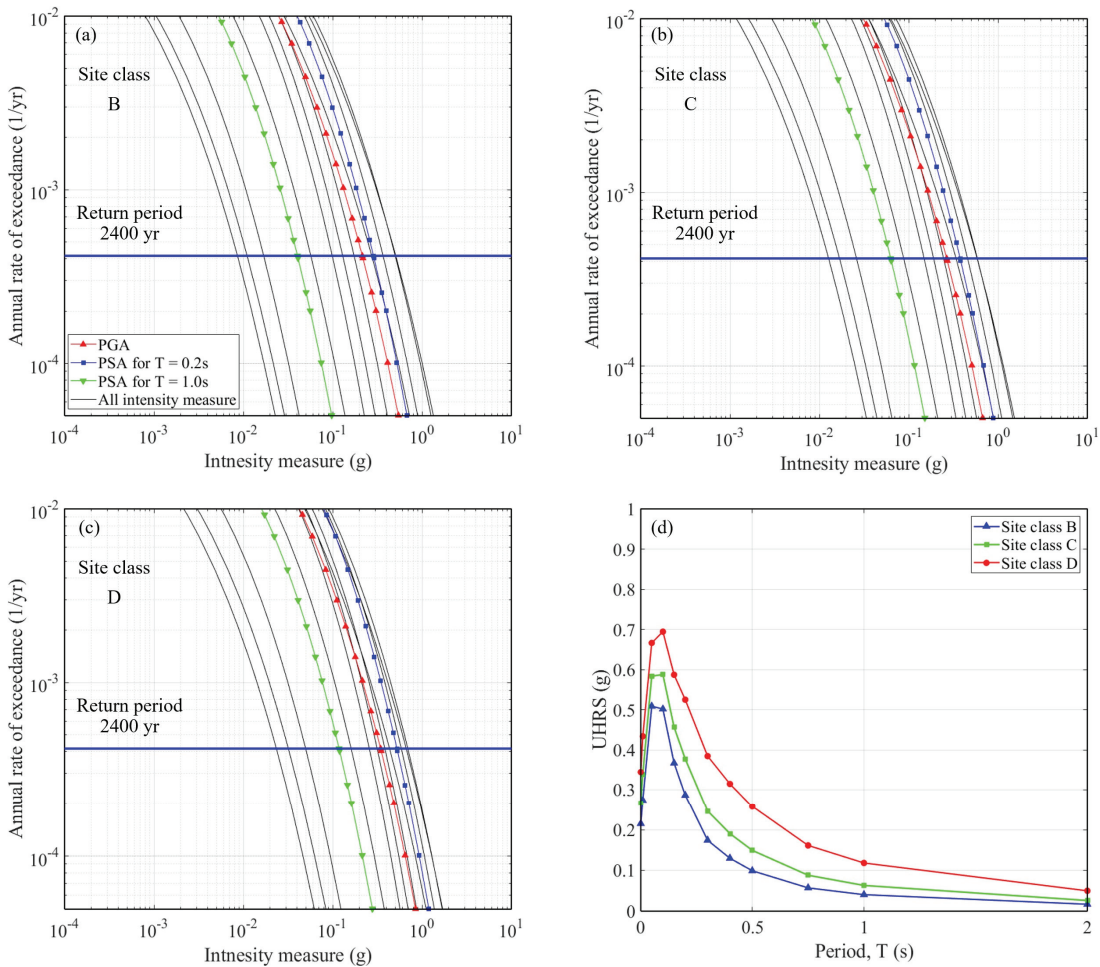 (a)
Site class
B
Return period
2400 yr
PGA
PSA for T = 0.2s
PSA for T = 1.0s
All intensity measure
Annual rate of exceedance (1/yr)
10^-2
10^-3
10^-4
10^-4 10^-3 10^-2 10^-1 10^0 10^1
Intnesity measure (g)
(b)
Site class
C
Return period
2400 yr
Annual rate of exceedance (1/yr)
10^-2
10^-3
10^-4
10^-4 10^-3 10^-2 10^-1 10^0 10^1
Intnesity measure (g)
(c)
Site class
D
Return period
2400 yr
Annual rate of exceedance (1/yr)
10^-2
10^-3
10^-4
10^-4 10^-3 10^-2 10^-1 10^0 10^1
Intnesity measure (g)
(d)
Site class B
Site class C
Site class D
UHRS (g)
1
0.9
0.8
0.7
0.6
0.5
0.4
0.3
0.2
0.1
0
0 0.5 1 2
Period, T (s)